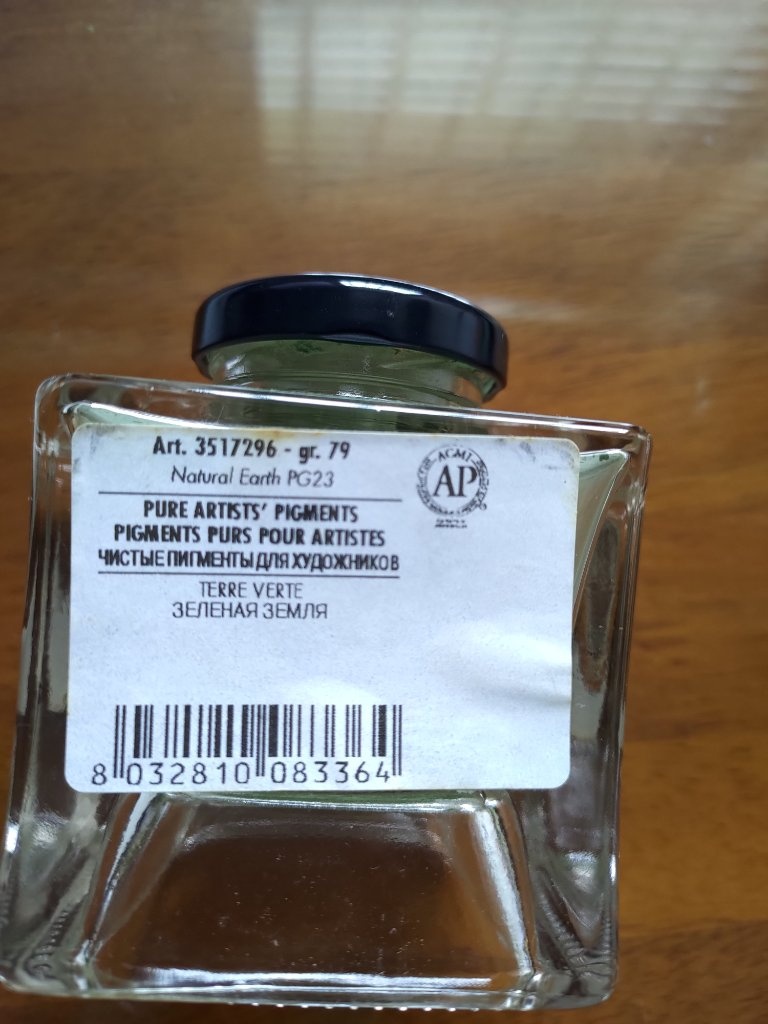 Art. 3517296 - gr. 79
Natural Earth PG23
ACMI
AP
PURE ARTISTS' PIGMENTS
PIGMENTS PURS POUR ARTISTES
ЧИСТЫЕ ПИГМЕНТЫ ДЛЯ ХУДОЖНИКОВ
TERRE VERTE
ЗЕЛЕНАЯ ЗЕМЛЯ
8 032810 083364